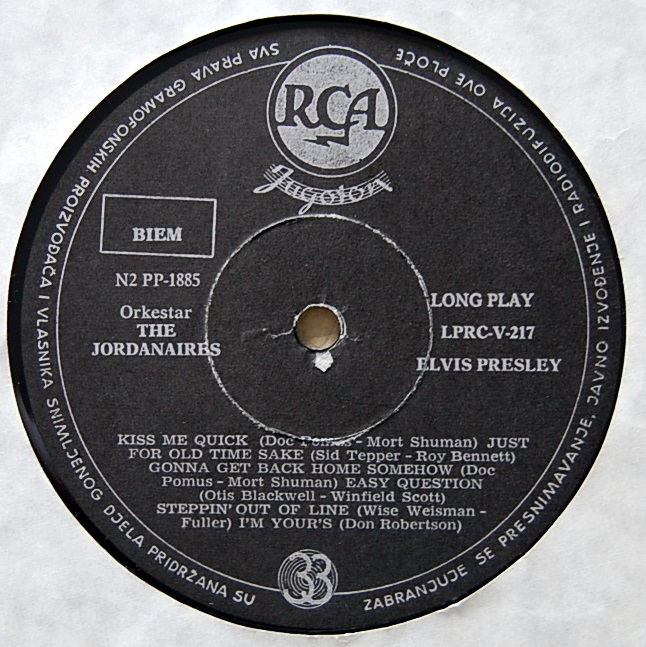 SVA PRAVA GRAMOFONSKIH PROIZVOĐAČA I VLASNIKA SNIMLJENOG DJELA PRIDRŽANA SU
ZABRANJUJE SE PRESNIMAVANJE, JAVNO IZVOĐENJE I RADIODIFUZIJA OVE PLOČE
RCA
Jugoton
BIEM
N2 PP-1885
Orkestar
THE
JORDANAIRES
LONG PLAY
LPRC-V-217
ELVIS PRESLEY
KISS ME QUICK (Doc Pomus - Mort Shuman) JUST
FOR OLD TIME SAKE (Sid Tepper - Roy Bennett)
GONNA GET BACK HOME SOMEHOW (Doc
Pomus - Mort Shuman) EASY QUESTION
(Otis Blackwell - Winfield Scott)
STEPPIN' OUT OF LINE (Wise Weisman -
Fuller) I'M YOUR'S (Don Robertson)
33